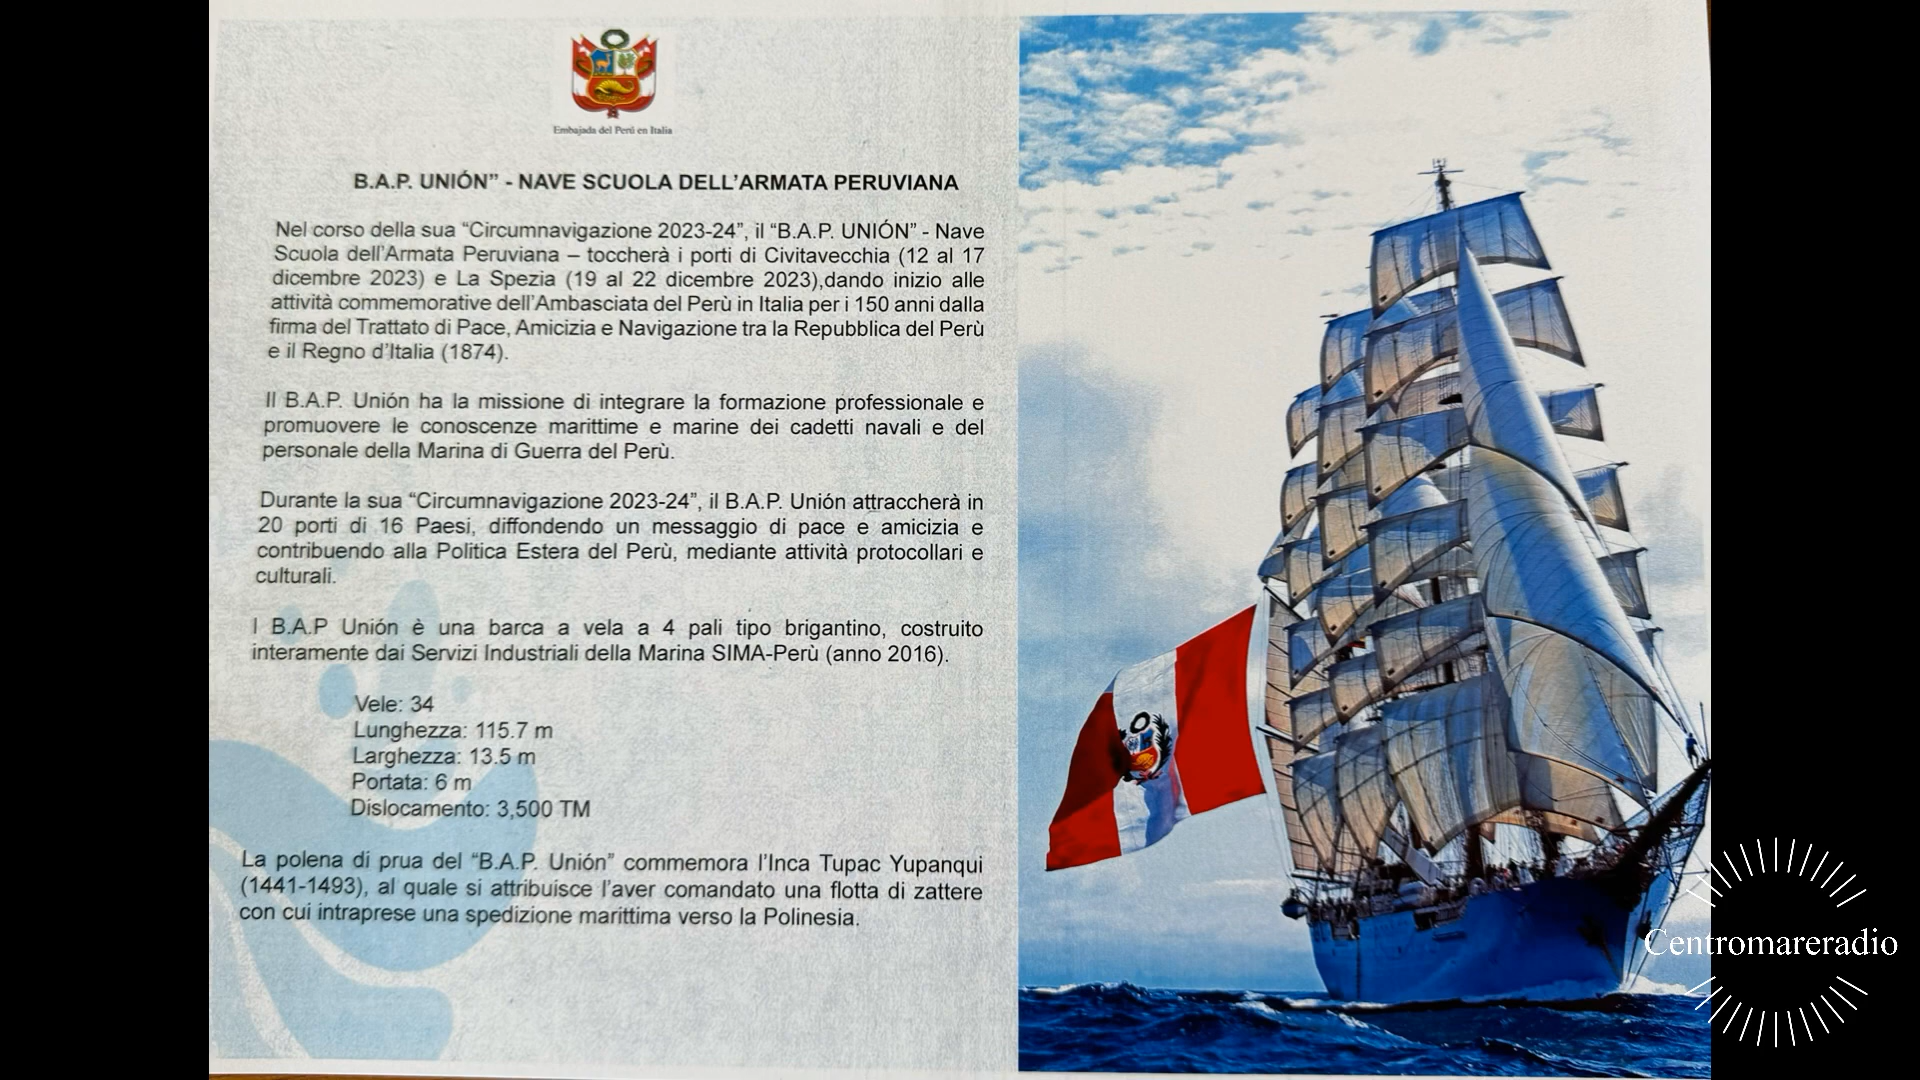 Embajada del Perú en Italia
B.A.P. UNIÓN” - NAVE SCUOLA DELL’ARMATA PERUVIANA
Nel corso della sua “Circumnavigazione 2023-24”, il “B.A.P. UNIÓN” - Nave
Scuola dell’Armata Peruviana – toccherà i porti di Civitavecchia (12 al 17
dicembre 2023) e La Spezia (19 al 22 dicembre 2023),dando inizio alle
attività commemorative dell’Ambasciata del Perù in Italia per i 150 anni dalla
firma del Trattato di Pace, Amicizia e Navigazione tra la Repubblica del Perù
e il Regno d’Italia (1874).
Il B.A.P. Unión ha la missione di integrare la formazione professionale e
promuovere le conoscenze marittime e marine dei cadetti navali e del
personale della Marina di Guerra del Perù.
Durante la sua “Circumnavigazione 2023-24”, il B.A.P. Unión attraccherà in
20 porti di 16 Paesi, diffondendo un messaggio di pace e amicizia e
contribuendo alla Politica Estera del Perù, mediante attività protocollari e
culturali.
I B.A.P Unión è una barca a vela a 4 pali tipo brigantino, costruito
interamente dai Servizi Industriali della Marina SIMA-Perù (anno 2016).
Vele: 34
Lunghezza: 115.7 m
Larghezza: 13.5 m
Portata: 6 m
Dislocamento: 3,500 TM
La polena di prua del “B.A.P. Unión” commemora l’Inca Tupac Yupanqui
(1441-1493), al quale si attribuisce l’aver comandato una flotta di zattere
con cui intraprese una spedizione marittima verso la Polinesia.
Centromareradio